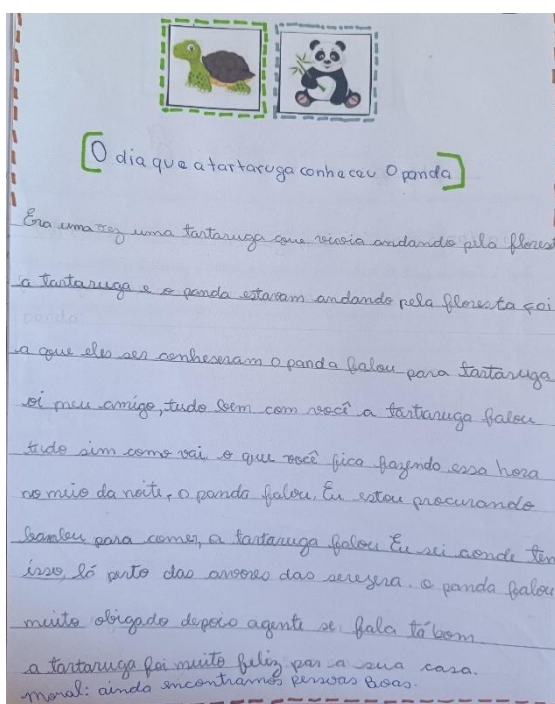 O dia que a tartaruga conheceu O panda
Era uma vez uma tartaruga que vivia andando pela florest
a tartaruga e o panda estavam andando pela floresta foi
panda
a que eles ser conheseram o panda falou para tartaruga
oi meu amigo, tudo bem com você a tartaruga falou
tudo sim como vai o que você fica fazendo essa hora
no meio da noite, o panda falou, Eu estou procurando
bambu para comer, a tartaruga falou Eu sei aonde tem
isso, lá perto das arvores das seresera. o panda falou
muito obigado depois agente se fala tá bom
a tartaruga foi muito feliz par a sua casa.
Moral: ainda encontramos pessoas boas.